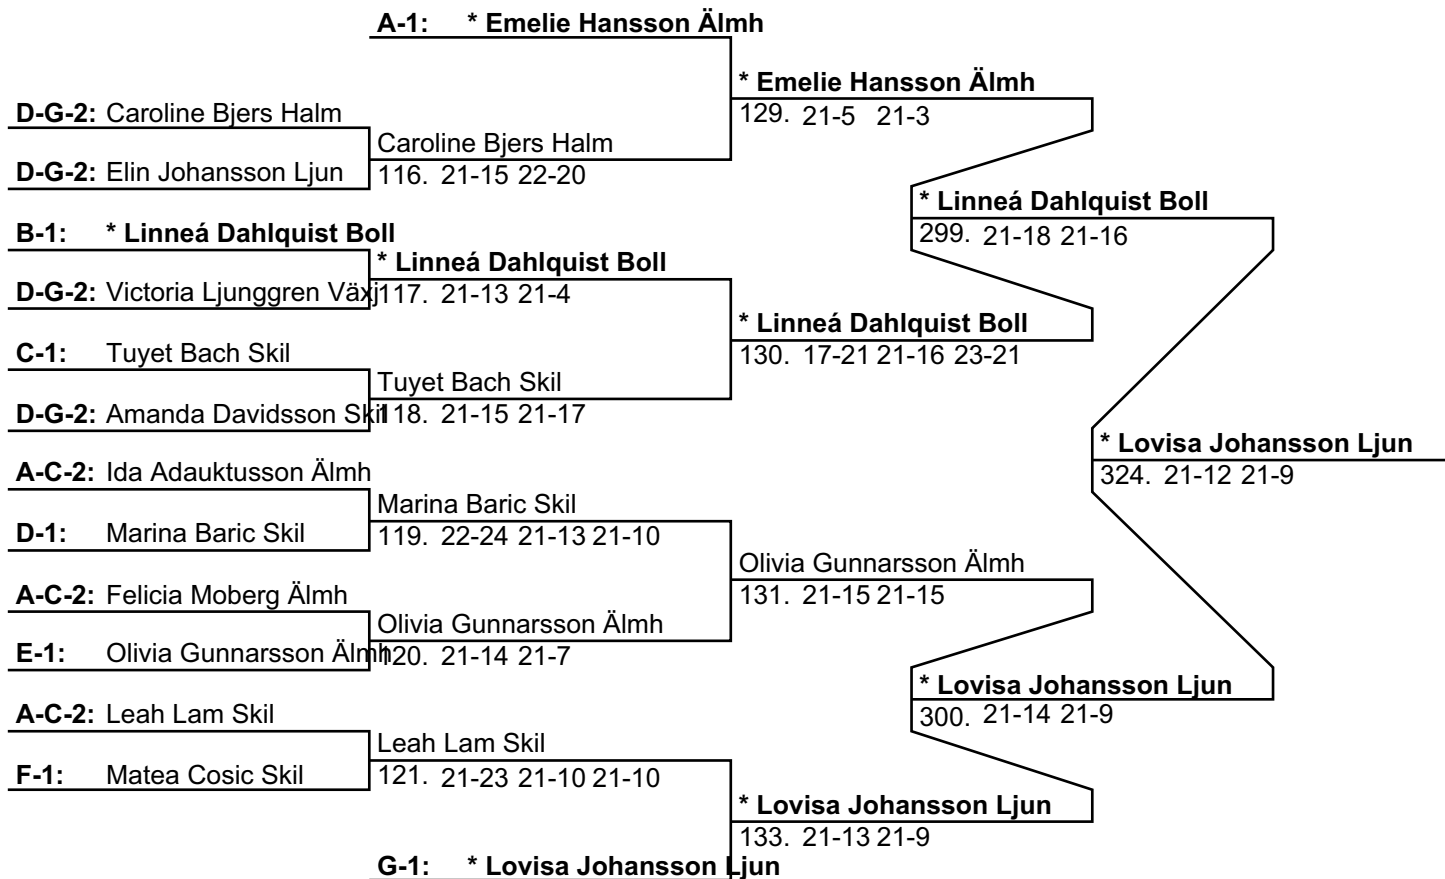 A-1: * Emelie Hansson Älmh
* Emelie Hansson Älmh
129. 21-5 21-3
D-G-2: Caroline Bjers Halm
Caroline Bjers Halm
116. 21-15 22-20
D-G-2: Elin Johansson Ljun
* Linneá Dahlquist Boll
299. 21-18 21-16
B-1: * Linneá Dahlquist Boll
* Linneá Dahlquist Boll
117. 21-13 21-4
D-G-2: Victoria Ljunggren Växj
* Linneá Dahlquist Boll
130. 17-21 21-16 23-21
C-1: Tuyet Bach Skil
Tuyet Bach Skil
118. 21-15 21-17
D-G-2: Amanda Davidsson Skil
* Lovisa Johansson Ljun
324. 21-12 21-9
A-C-2: Ida Adauktusson Älmh
Marina Baric Skil
119. 22-24 21-13 21-10
D-1: Marina Baric Skil
Olivia Gunnarsson Älmh
131. 21-15 21-15
A-C-2: Felicia Moberg Älmh
Olivia Gunnarsson Älmh
120. 21-14 21-7
E-1: Olivia Gunnarsson Älmh
* Lovisa Johansson Ljun
300. 21-14 21-9
A-C-2: Leah Lam Skil
Leah Lam Skil
121. 21-23 21-10 21-10
F-1: Matea Cosic Skil
* Lovisa Johansson Ljun
133. 21-13 21-9
G-1: * Lovisa Johansson Ljun